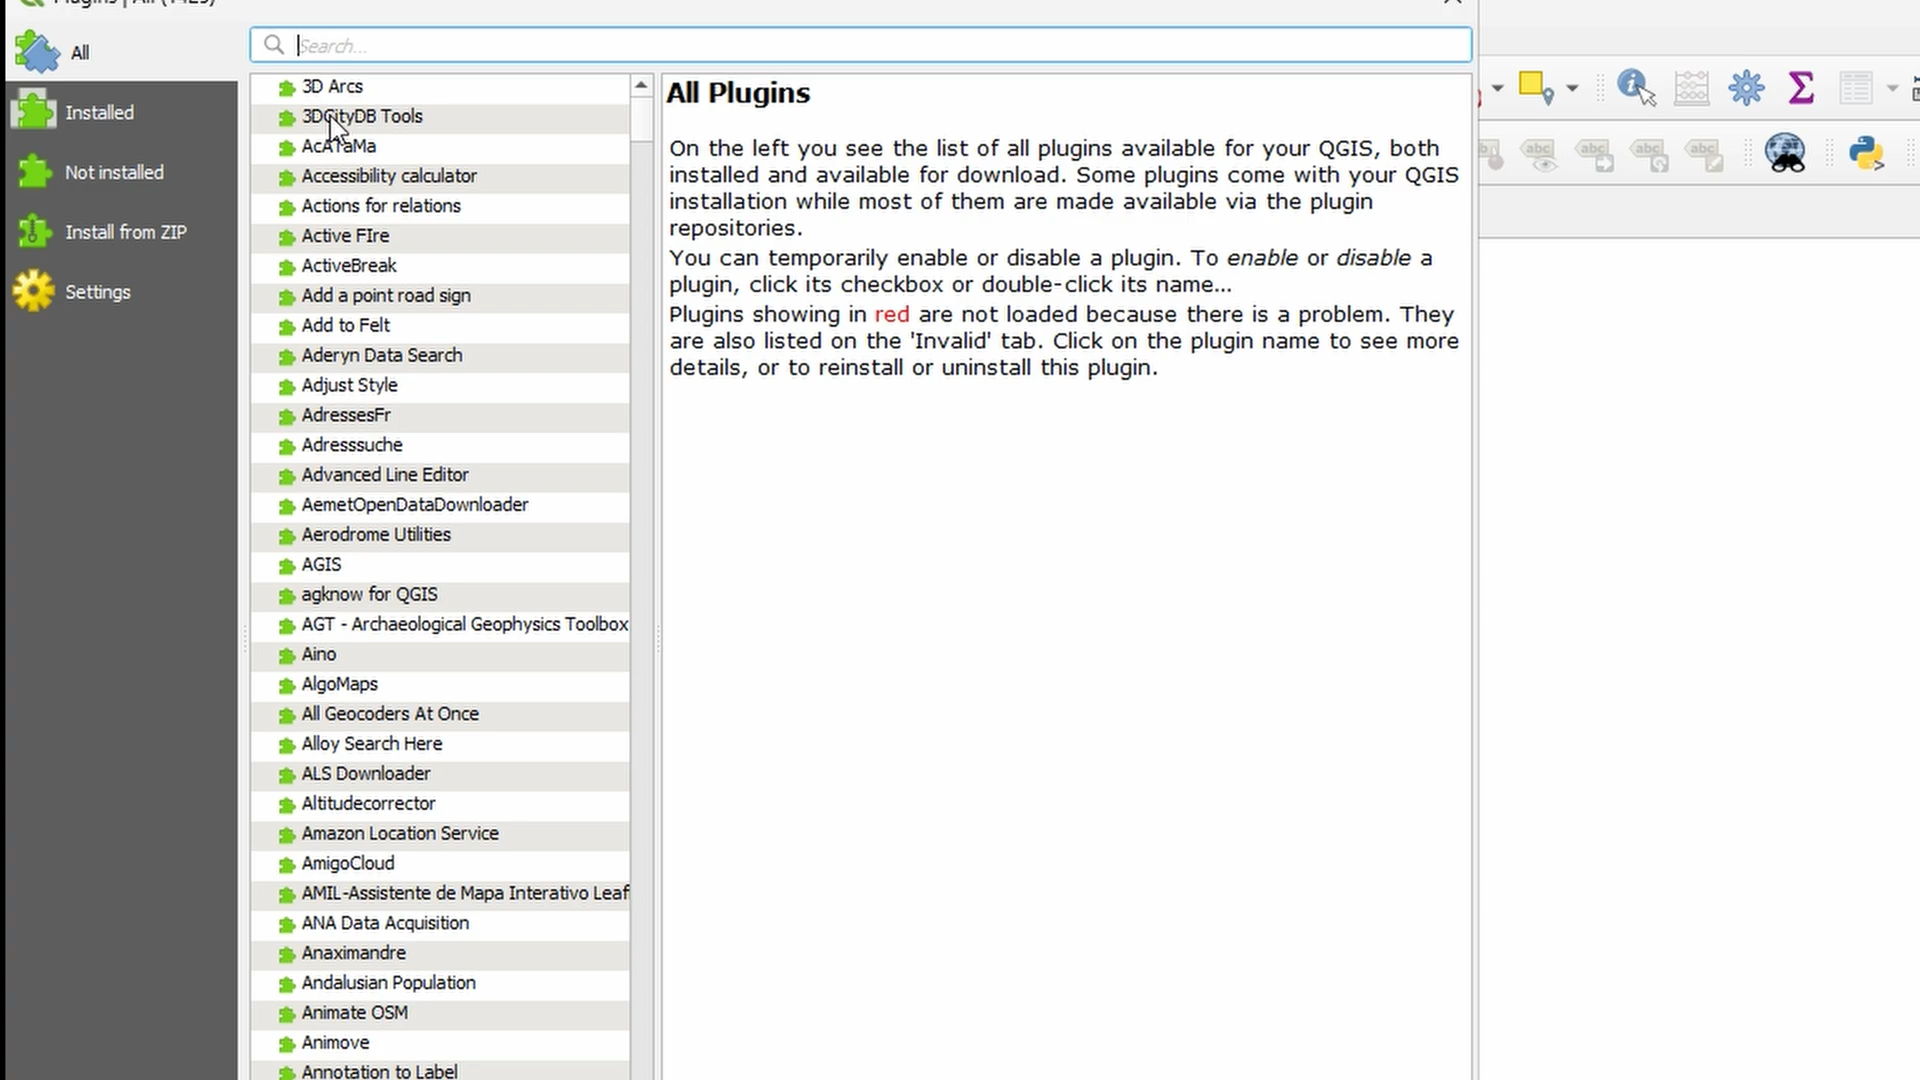 All
Installed
Not installed
Install from ZIP
Settings
Search...
3D Arcs
3DCityDB Tools
AcATaMa
Accessibility calculator
Actions for relations
Active FIre
ActiveBreak
Add a point road sign
Add to Felt
Aderyn Data Search
Adjust Style
AdressesFr
Adresssuche
Advanced Line Editor
AemetOpenDataDownloader
Aerodrome Utilities
AGIS
agknow for QGIS
AGT - Archaeological Geophysics Toolbox
Aino
AlgoMaps
All Geocoders At Once
Alloy Search Here
ALS Downloader
Altitudecorrector
Amazon Location Service
AmigoCloud
AMIL-Assistente de Mapa Interativo Leaf
ANA Data Acquisition
Anaximandre
Andalusian Population
Animate OSM
Animove
Annotation to Label
All Plugins
On the left you see the list of all plugins available for your QGIS, both
installed and available for download. Some plugins come with your QGIS
installation while most of them are made available via the plugin
repositories.
You can temporarily enable or disable a plugin. To enable or disable a
plugin, click its checkbox or double-click its name...
Plugins showing in red are not loaded because there is a problem. They
are also listed on the 'Invalid' tab. Click on the plugin name to see more
details, or to reinstall or uninstall this plugin.
abc
abc
abc
abc